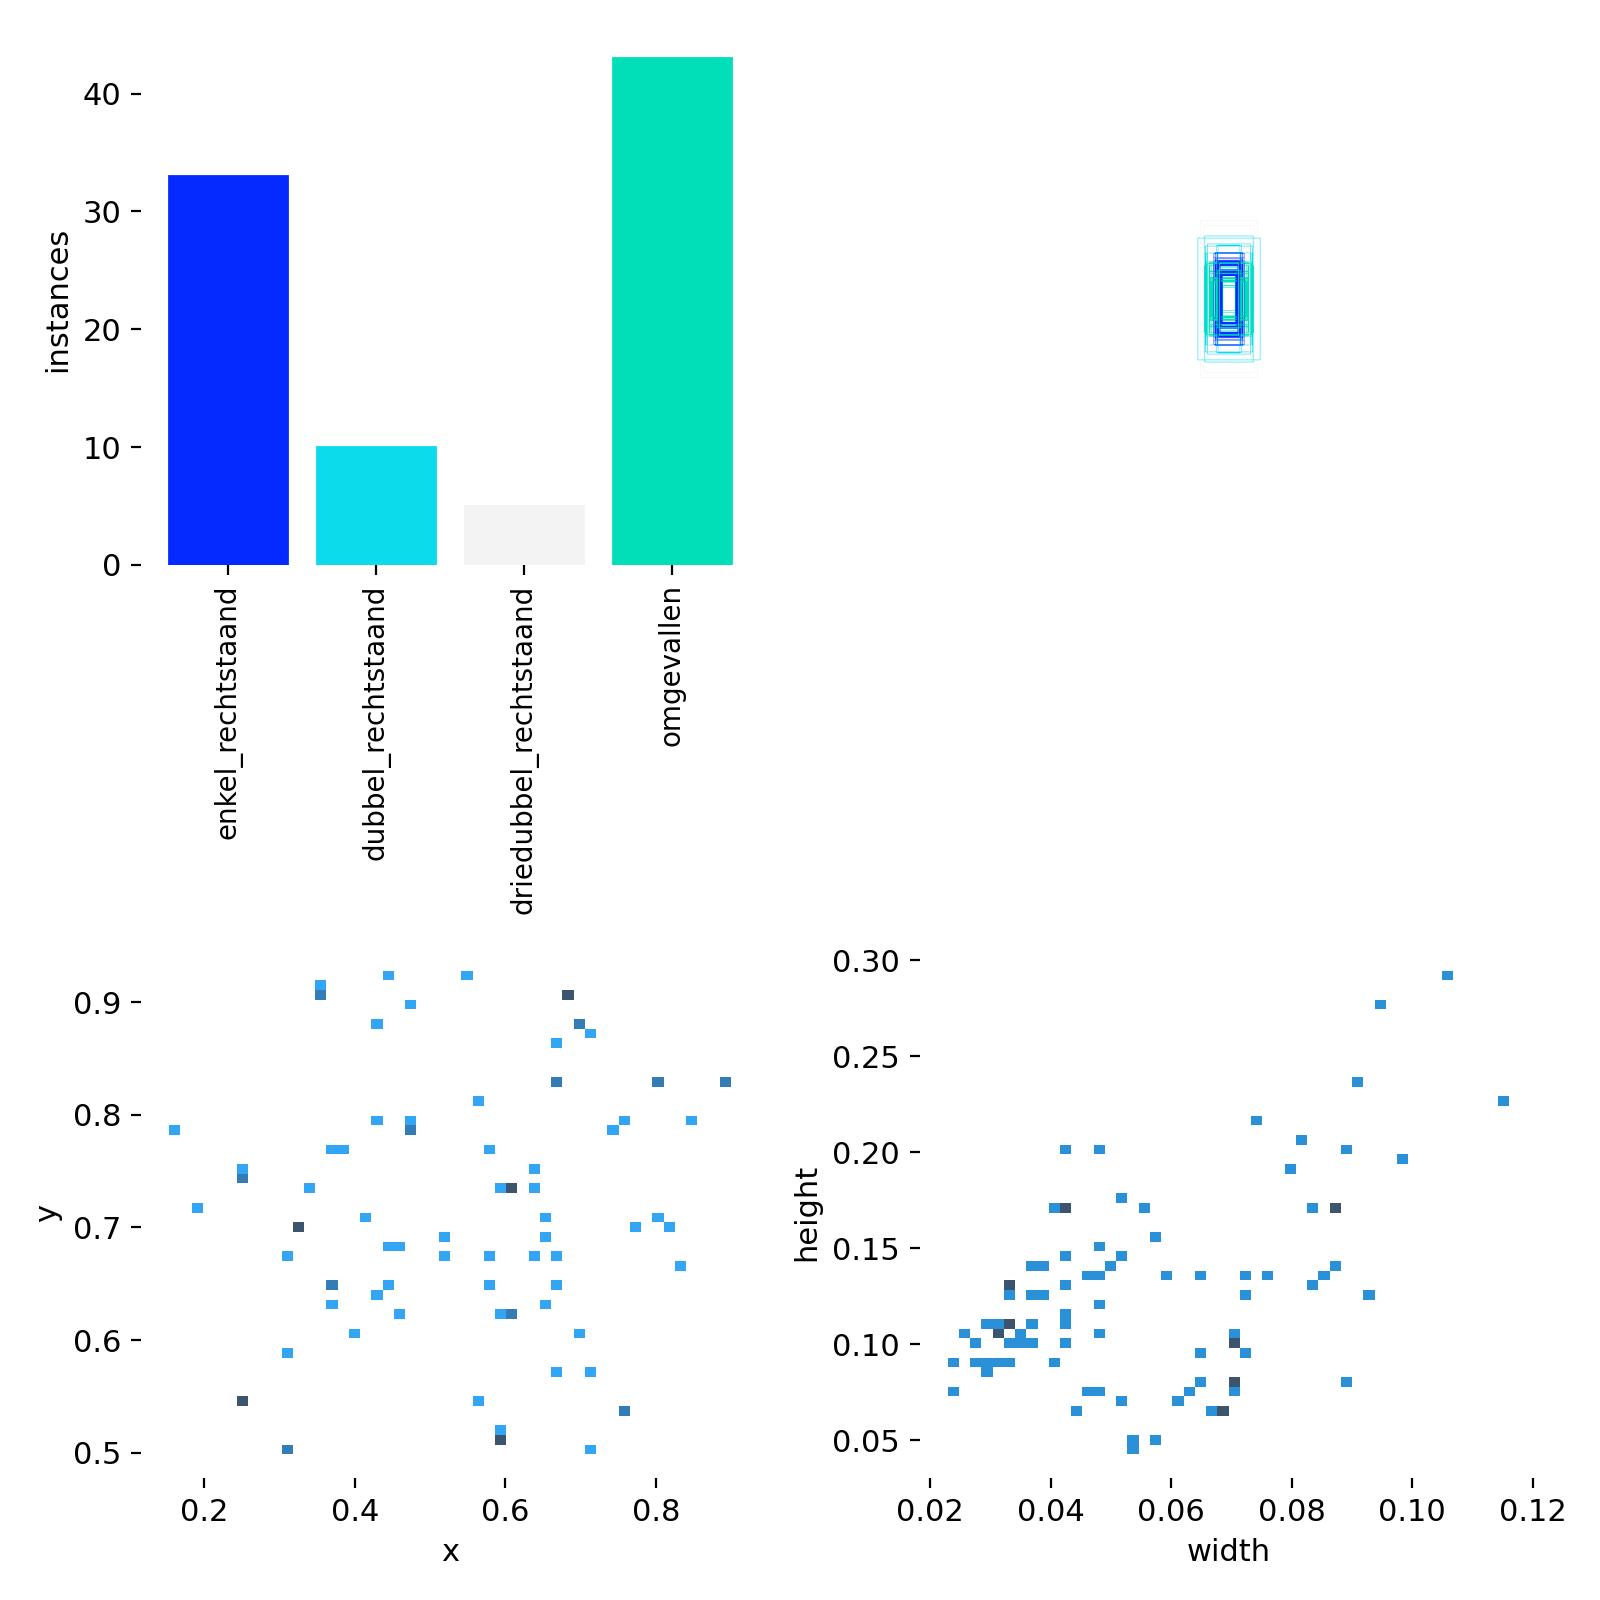 instances
40
30
20
10
0
enkel_rechtstaand
dubbel_rechtstaand
driedubbel_rechtstaand
omgevallen
y
0.9
0.8
0.7
0.6
0.5
0.2 0.4 0.6 0.8
x
height
0.30
0.25
0.20
0.15
0.10
0.05
0.02 0.04 0.06 0.08 0.10 0.12
width